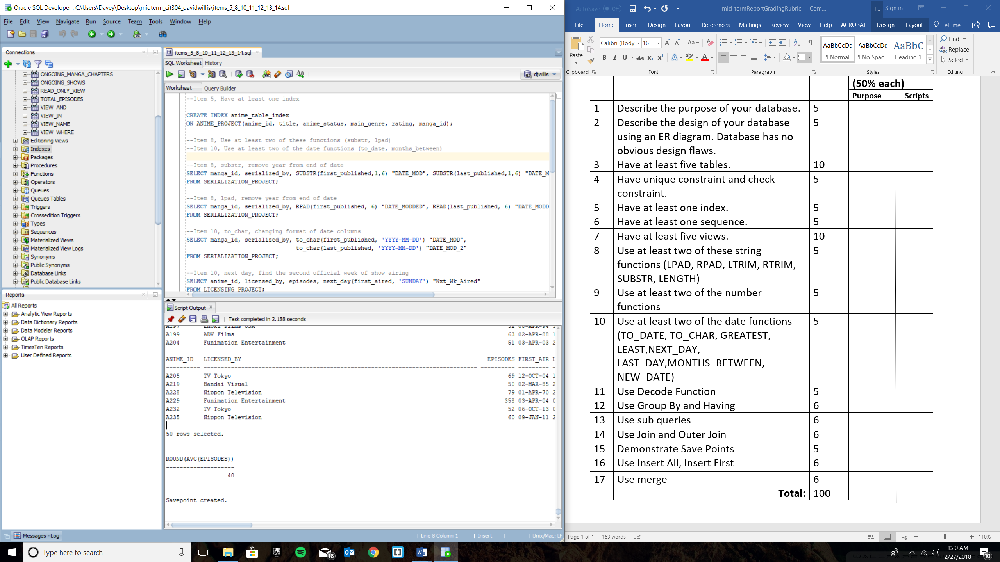 Oracle SQL Developer : C:\Users\Davey\Desktop\midterm_cit304_davidwillis\items_5_8_10_11_12_13_14.sql
File Edit View Navigate Run Source Team Tools Window Help
Connections
ONGOING_MANGA_CHAPTERS
ONGOING_SHOWS
READ_ONLY_VIEW
TOTAL_EPISODES
VIEW_AND
VIEW_IN
VIEW_NAME
VIEW_WHERE
Editioning Views
Indexes
Packages
Procedures
Functions
Operators
Queues
Queues Tables
Triggers
Crossedition Triggers
Types
Sequences
Materialized Views
Materialized View Logs
Synonyms
Public Synonyms
Database Links
Public Database Links
Reports
All Reports
Analytic View Reports
Data Dictionary Reports
Data Modeler Reports
OLAP Reports
TimesTen Reports
User Defined Reports
Messages - Log
items_5_8_10_11_12_13_14.sql
SQL Worksheet History
djwillis
Worksheet Query Builder
--Item 5, Have at least one index
CREATE INDEX anime_table_index
ON ANIME_PROJECT(anime_id, title, anime_status, main_genre, rating, manga_id);
--Item 8, Use at least two of these functions (substr, lpad)
--Item 10, Use at least two of the date functions (to_date, months_between)
--Item 8, substr, remove year from end of date
SELECT manga_id, serialized_by, SUBSTR(first_published,1,6) "DATE_MOD", SUBSTR(last_published,1,6) "DATE_M
FROM SERIALIZATION_PROJECT;
--Item 8, lpad, remove year from end of date
SELECT manga_id, serialized_by, RPAD(first_published, 6) "DATE_MODDED", RPAD(last_published, 6) "DATE_MODD
FROM SERIALIZATION_PROJECT;
--Item 10, to_char, changing format of date columns
SELECT manga_id, serialized_by, to_char(first_published, 'YYYY-MM-DD') "DATE_MOD",
to_char(last_published, 'YYYY-MM-DD') "DATE_MOD_2"
FROM SERIALIZATION_PROJECT;
--Item 10, next_day, find the second official week of show airing
SELECT anime_id, licensed_by, episodes, next_day(first_aired, 'SUNDAY') "Nxt_Wk_Aired"
FROM LICENSING_PROJECT;
Script Output
Task completed in 2.188 seconds
A197 Enoki Films USA 52 08-APR-94
A199 ADV Films 63 02-APR-88 1
A204 Funimation Entertainment 51 03-APR-03 2
ANIME_ID LICENSED_BY EPISODES FIRST_AIR L
---------- -------------------------------------------------------------------------------- ---------- --------- --
A205 TV Tokyo 69 12-OCT-04 1
A219 Bandai Visual 50 02-MAR-85 2
A228 Nippon Television 79 01-APR-70 2
A229 Funimation Entertainment 358 03-APR-04 0
A232 TV Tokyo 52 06-OCT-13 0
A235 Nippon Television 60 09-JAN-11 2
50 rows selected.
ROUND(AVG(EPISODES))
--------------------
40
Savepoint created.
Line 8 Column 1 Insert Unix/Mac: LF
AutoSave Off mid-termReportGradingRubric - Com... T... Sign in
File Home Insert Design Layout References Mailings Review View Help ACROBAT Design Layout Tell me
Paste
Calibri (Body) 16
AaBbCcDd AaBbCcDd AaBbC
¶ Normal ¶ No Spac... Heading 1
Find
Replace
Select
Clipboard Font Paragraph Styles Editing
(50% each)
Purpose Scripts
1 Describe the purpose of your database. 5
2 Describe the design of your database 5
using an ER diagram. Database has no
obvious design flaws.
3 Have at least five tables. 10
4 Have unique constraint and check 5
constraint.
5 Have at least one index. 5
6 Have at least one sequence. 5
7 Have at least five views. 10
8 Use at least two of these string 5
functions (LPAD, RPAD, LTRIM, RTRIM,
SUBSTR, LENGTH)
9 Use at least two of the number 5
functions
10 Use at least two of the date functions 5
(TO_DATE, TO_CHAR, GREATEST,
LEAST,NEXT_DAY,
LAST_DAY,MONTHS_BETWEEN,
NEW_DATE)
11 Use Decode Function 5
12 Use Group By and Having 6
13 Use sub queries 6
14 Use Join and Outer Join 6
15 Demonstrate Save Points 5
16 Use Insert All, Insert First 6
17 Use merge 6
Total: 100
Page 1 of 1 163 words 110%
Type here to search
EPIC GAMES
18
1:20 AM
2/27/2018
10